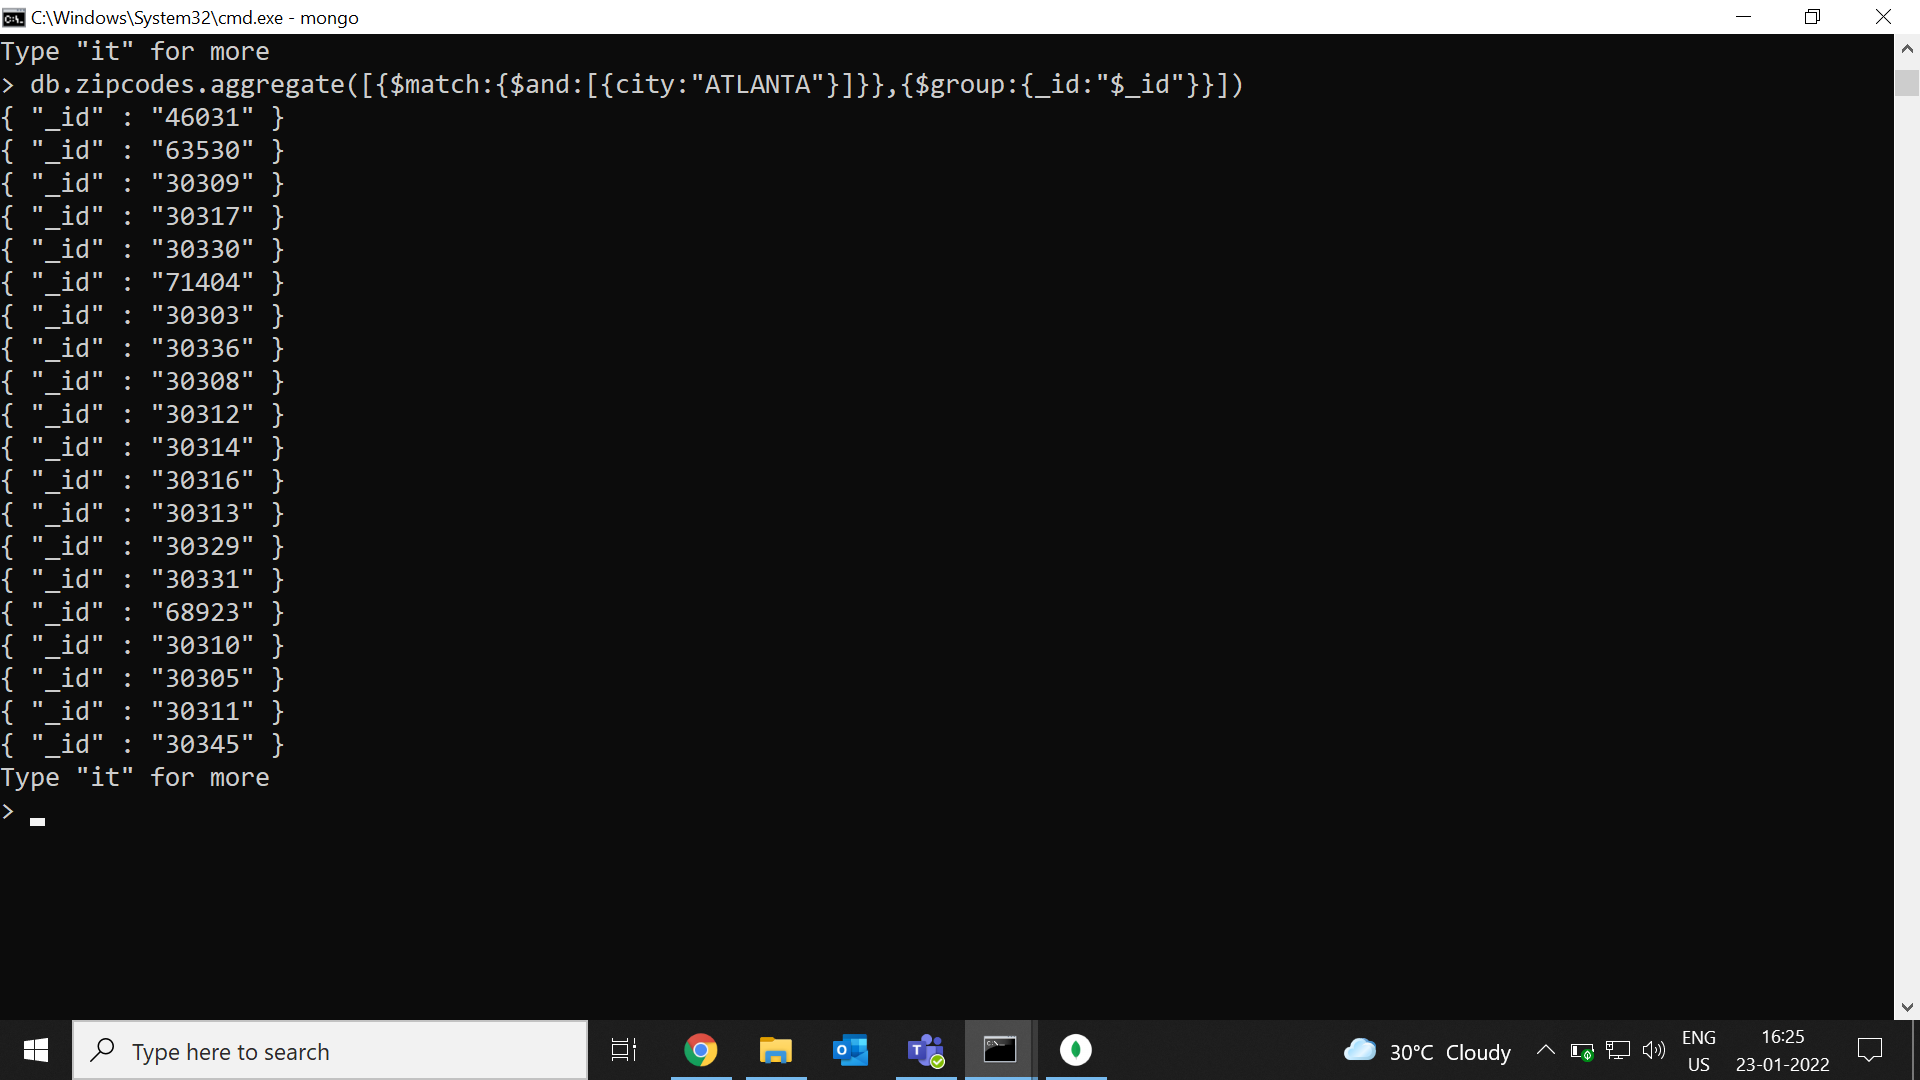 C:\Windows\System32\cmd.exe - mongo
Type "it" for more
> db.zipcodes.aggregate([{$match:{$and:[{city:"ATLANTA"}]}},{$group:{_id:"$_id"}}])
{ "_id" : "46031" }
{ "_id" : "63530" }
{ "_id" : "30309" }
{ "_id" : "30317" }
{ "_id" : "30330" }
{ "_id" : "71404" }
{ "_id" : "30303" }
{ "_id" : "30336" }
{ "_id" : "30308" }
{ "_id" : "30312" }
{ "_id" : "30314" }
{ "_id" : "30316" }
{ "_id" : "30313" }
{ "_id" : "30329" }
{ "_id" : "30331" }
{ "_id" : "68923" }
{ "_id" : "30310" }
{ "_id" : "30305" }
{ "_id" : "30311" }
{ "_id" : "30345" }
Type "it" for more
>
Type here to search
30°C Cloudy
ENG
US
16:25
23-01-2022